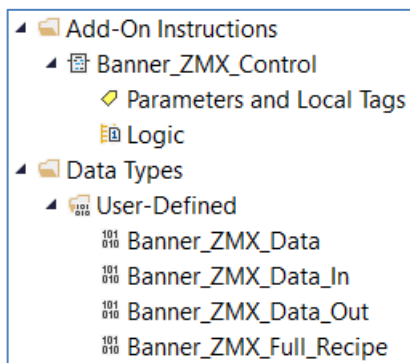 Add-On Instructions
Banner_ZMX_Control
Parameters and Local Tags
Logic
Data Types
User-Defined
Banner_ZMX_Data
Banner_ZMX_Data_In
Banner_ZMX_Data_Out
Banner_ZMX_Full_Recipe